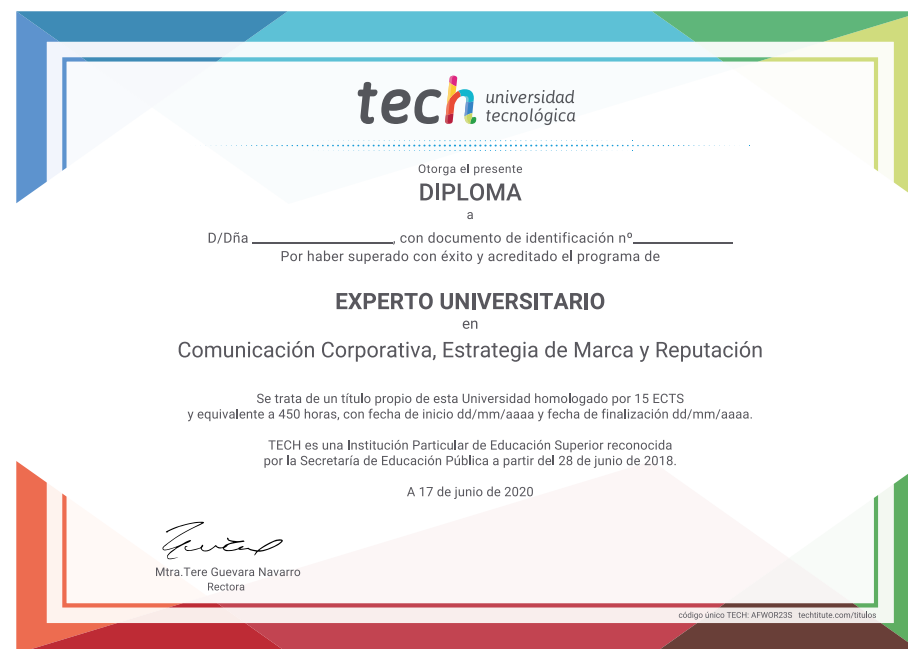 tech universidad
tecnológica
Otorga el presente
DIPLOMA
a
D/Dña ____________________, con documento de identificación nº______________
Por haber superado con éxito y acreditado el programa de
EXPERTO UNIVERSITARIO
en
Comunicación Corporativa, Estrategia de Marca y Reputación
Se trata de un título propio de esta Universidad homologado por 15 ECTS
y equivalente a 450 horas, con fecha de inicio dd/mm/aaaa y fecha de finalización dd/mm/aaaa.
TECH es una Institución Particular de Educación Superior reconocida
por la Secretaría de Educación Pública a partir del 28 de junio de 2018.
A 17 de junio de 2020
Mtra.Tere Guevara Navarro
Rectora
código único TECH: AFWOR23S techtitute.com/titulos